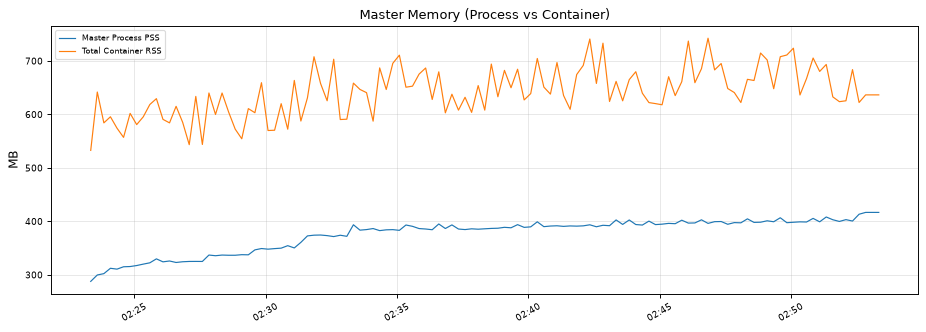 Master Memory (Process vs Container)
Master Process PSS
Total Container RSS
MB
700
600
500
400
300
02:25
02:30
02:35
02:40
02:45
02:50